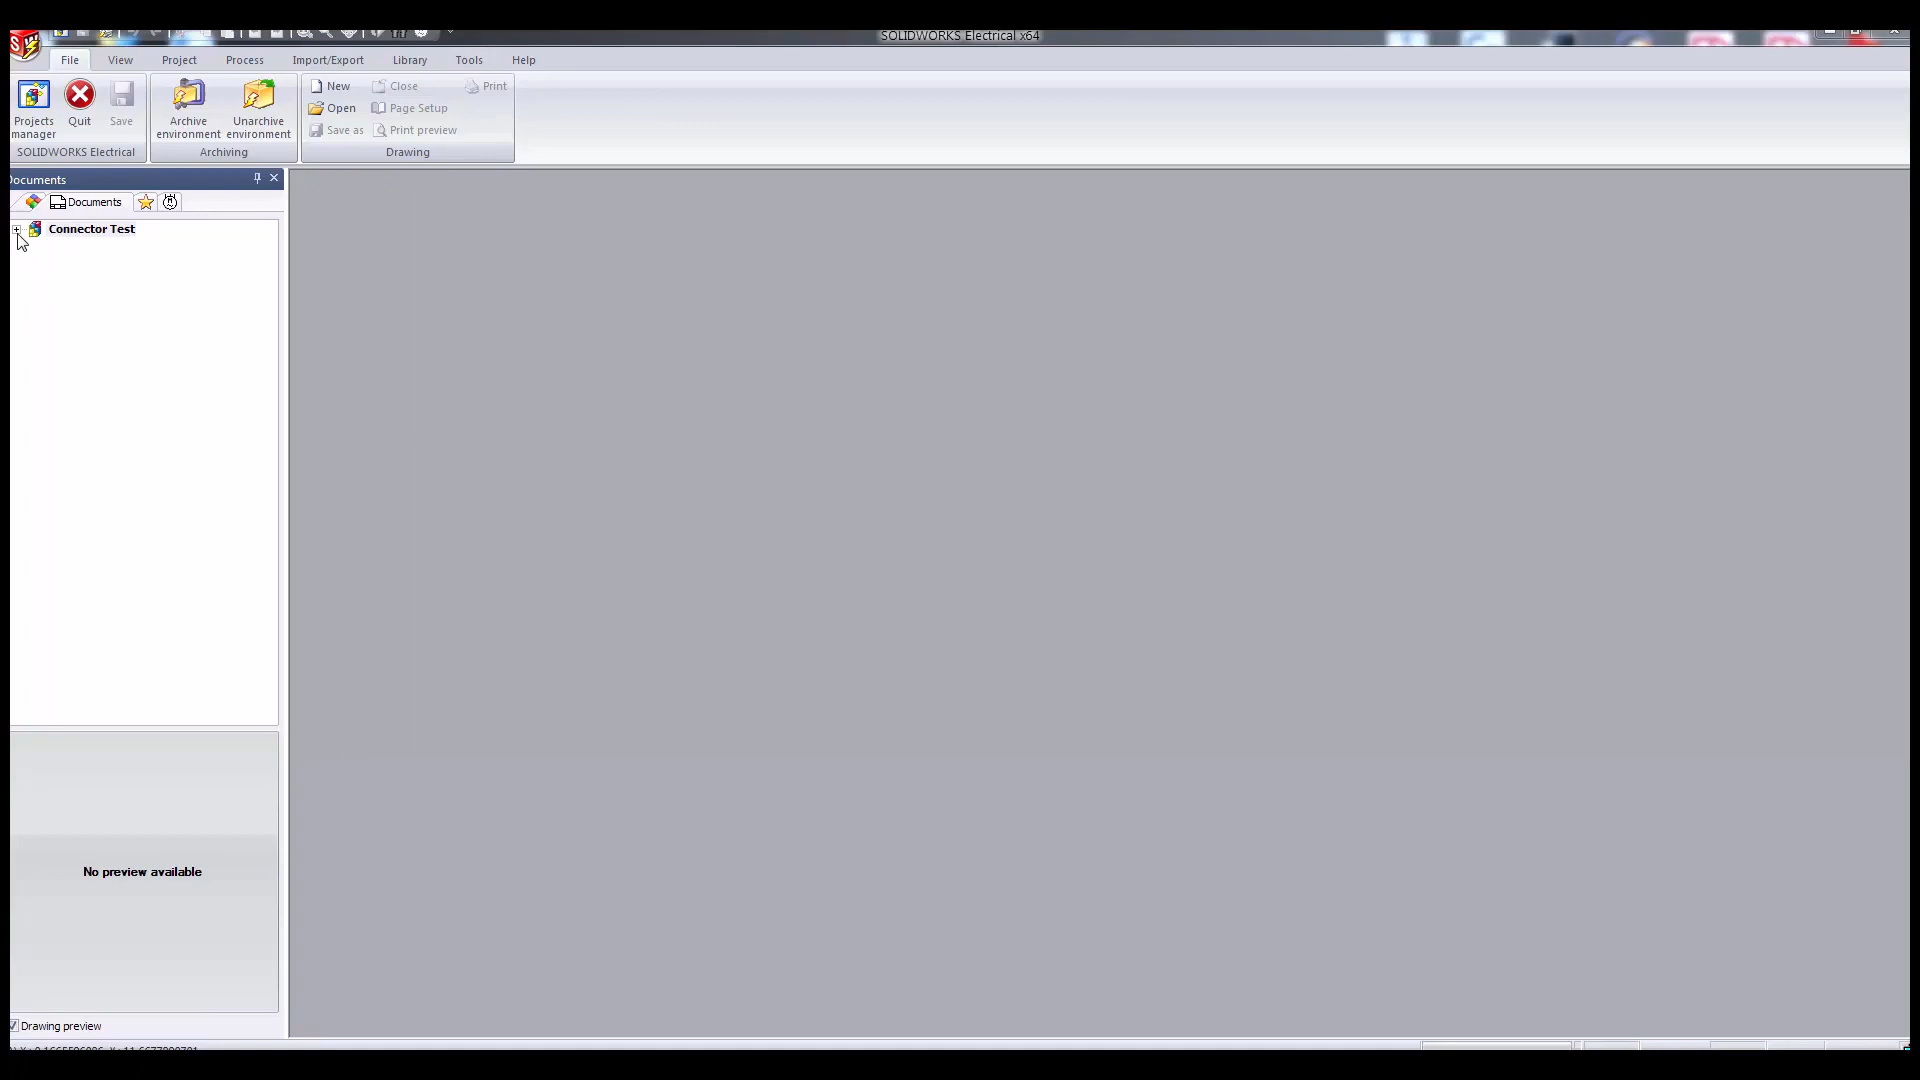 SOLIDWORKS Electrical x64
File View Project Process Import/Export Library Tools Help
Projects manager
Quit
Save
SOLIDWORKS Electrical
Archive environment
Unarchive environment
Archiving
New Close Print
Open Page Setup
Save as Print preview
Drawing
Documents
Documents
Connector Test
No preview available
Drawing preview